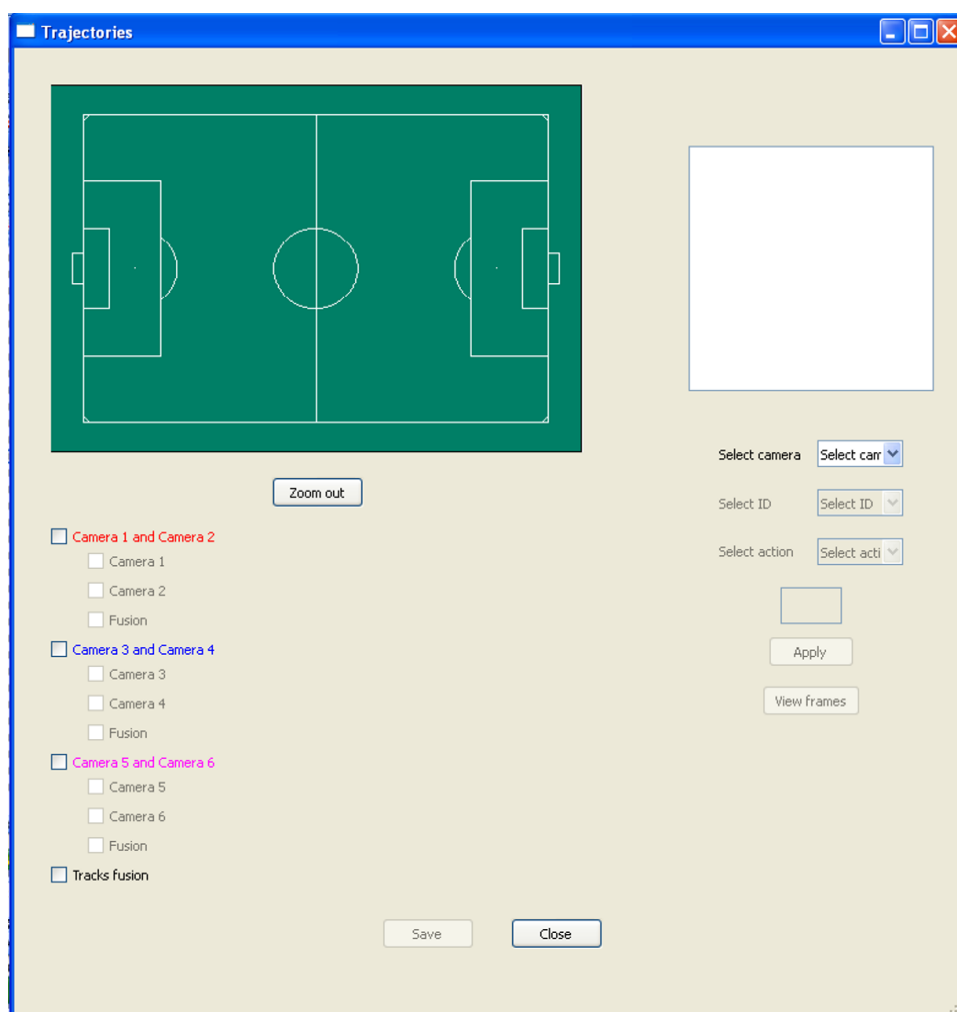 Trajectories
Zoom out
Camera 1 and Camera 2
Camera 1
Camera 2
Fusion
Camera 3 and Camera 4
Camera 3
Camera 4
Fusion
Camera 5 and Camera 6
Camera 5
Camera 6
Fusion
Tracks fusion
Select camera Select cam
Select ID Select ID
Select action Select acti
Apply
View frames
Save Close